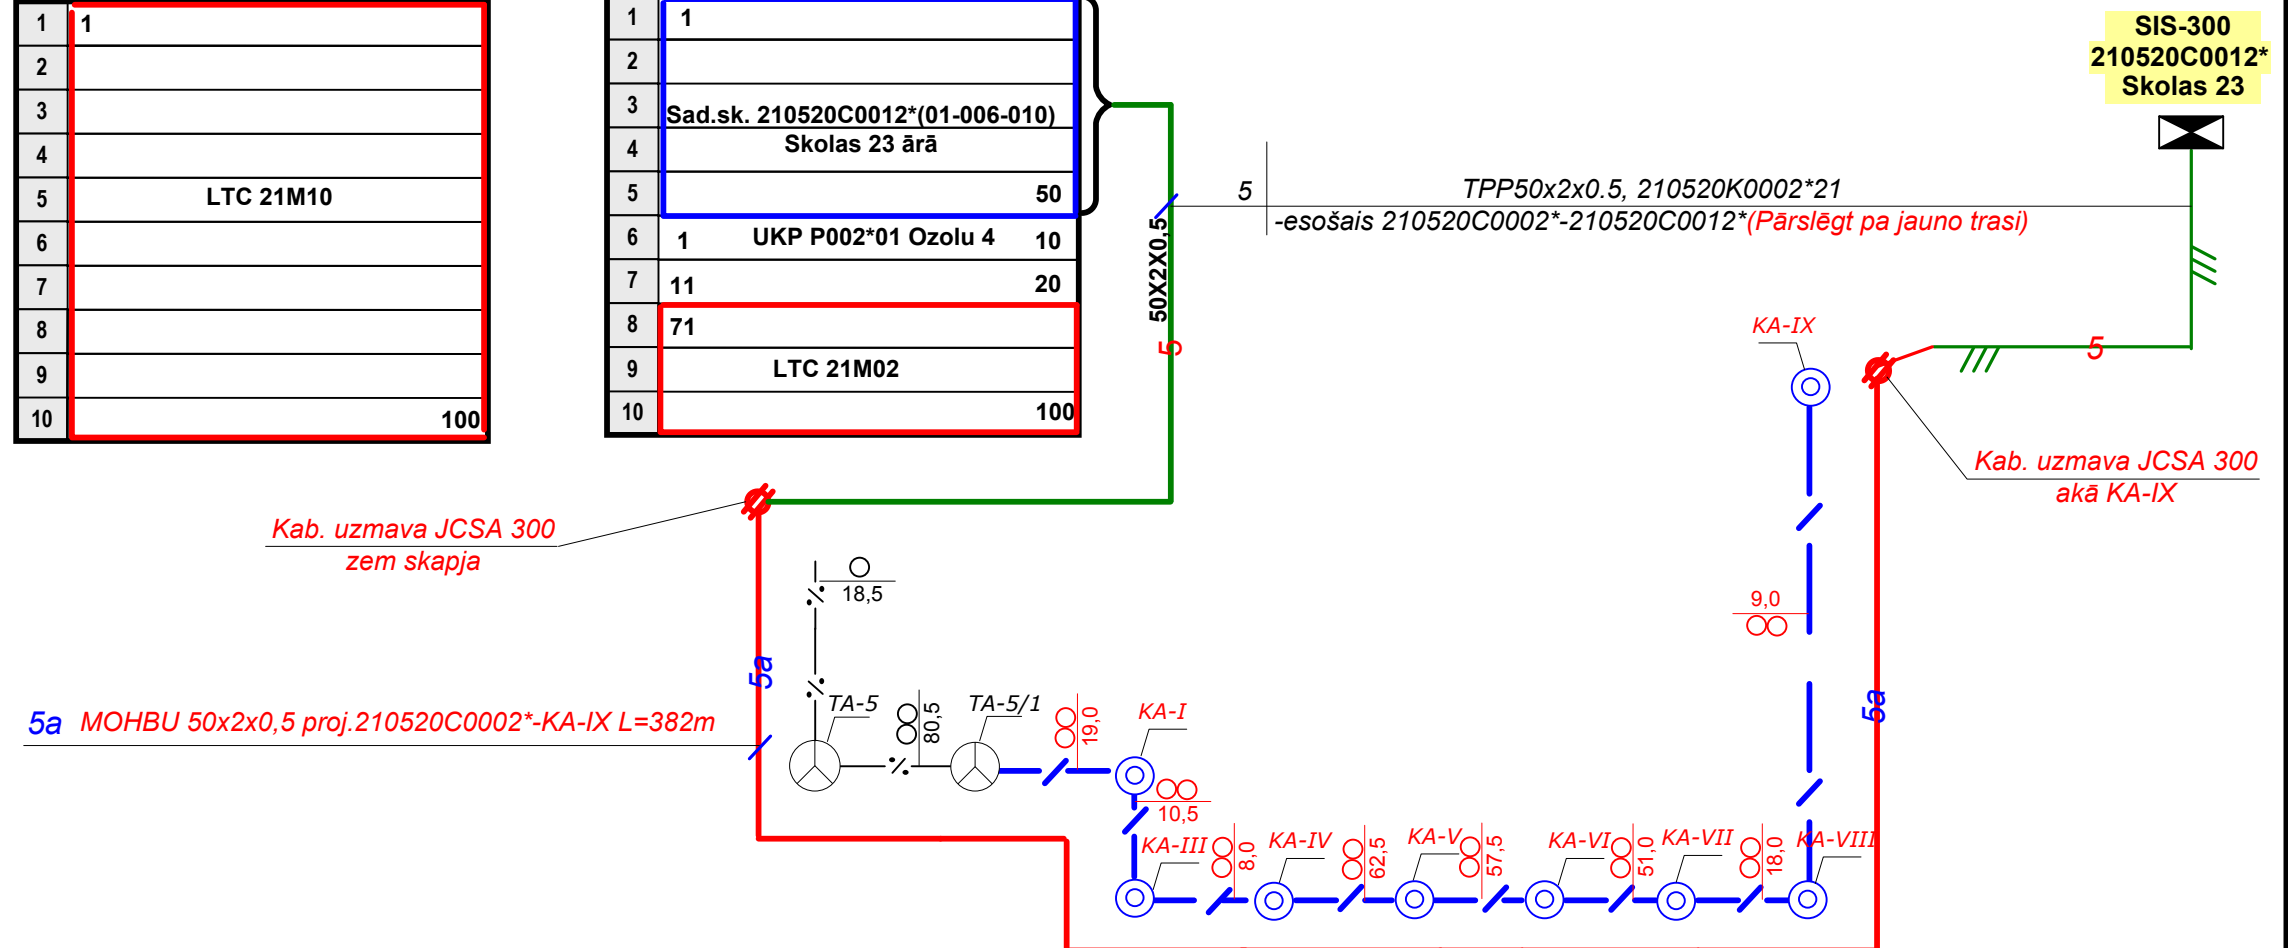 1 1
2
3
4
5 LTC 21M10
6
7
8
9
10 100
1 1
2
3 Sad.sk. 210520C0012*(01-006-010)
4 Skolas 23 ārā
5 50
6 1 UKP P002*01 Ozolu 4 10
7 11 20
8 71
9 LTC 21M02
10 100
SIS-300
210520C0012*
Skolas 23
5 TPP50x2x0.5, 210520K0002*21
-esošais 210520C0002*-210520C0012*(Pārslēgt pa jauno trasi)
50X2X0,5
5
5
KA-IX
Kab. uzmava JCSA 300
akā KA-IX
Kab. uzmava JCSA 300
zem skapja
18,5
9,0
5a
5a
5a MOHBU 50x2x0,5 proj.210520C0002*-KA-IX L=382m
TA-5
80,5
TA-5/1
19,0
KA-I
10,5
KA-III
8,0
KA-IV
62,5
KA-V
57,5
KA-VI
51,0
KA-VII
18,0
KA-VIII